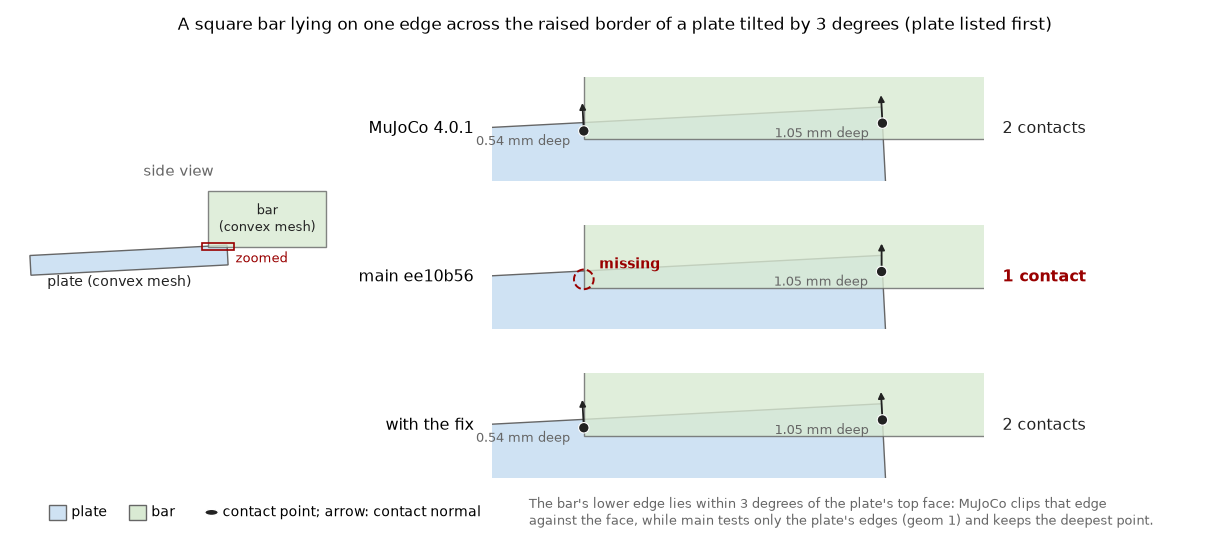 A square bar lying on one edge across the raised border of a plate tilted by 3 degrees (plate listed first)
side view
bar
(convex mesh)
zoomed
plate (convex mesh)
MuJoCo 4.0.1
0.54 mm deep
1.05 mm deep
2 contacts
main ee10b56
missing
1.05 mm deep
1 contact
with the fix
0.54 mm deep
1.05 mm deep
2 contacts
plate
bar
contact point; arrow: contact normal
The bar's lower edge lies within 3 degrees of the plate's top face: MuJoCo clips that edge
against the face, while main tests only the plate's edges (geom 1) and keeps the deepest point.